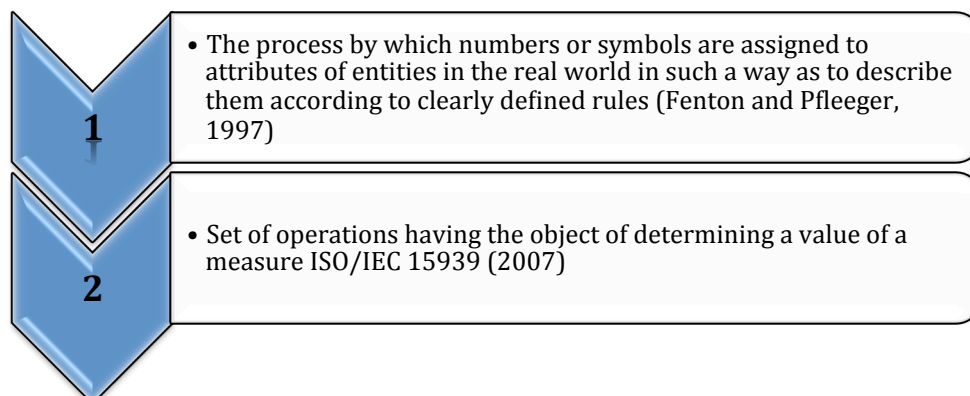 1
• The process by which numbers or symbols are assigned to
attributes of entities in the real world in such a way as to describe
them according to clearly defined rules (Fenton and Pfleeger,
1997)
2
• Set of operations having the object of determining a value of a
measure ISO/IEC 15939 (2007)